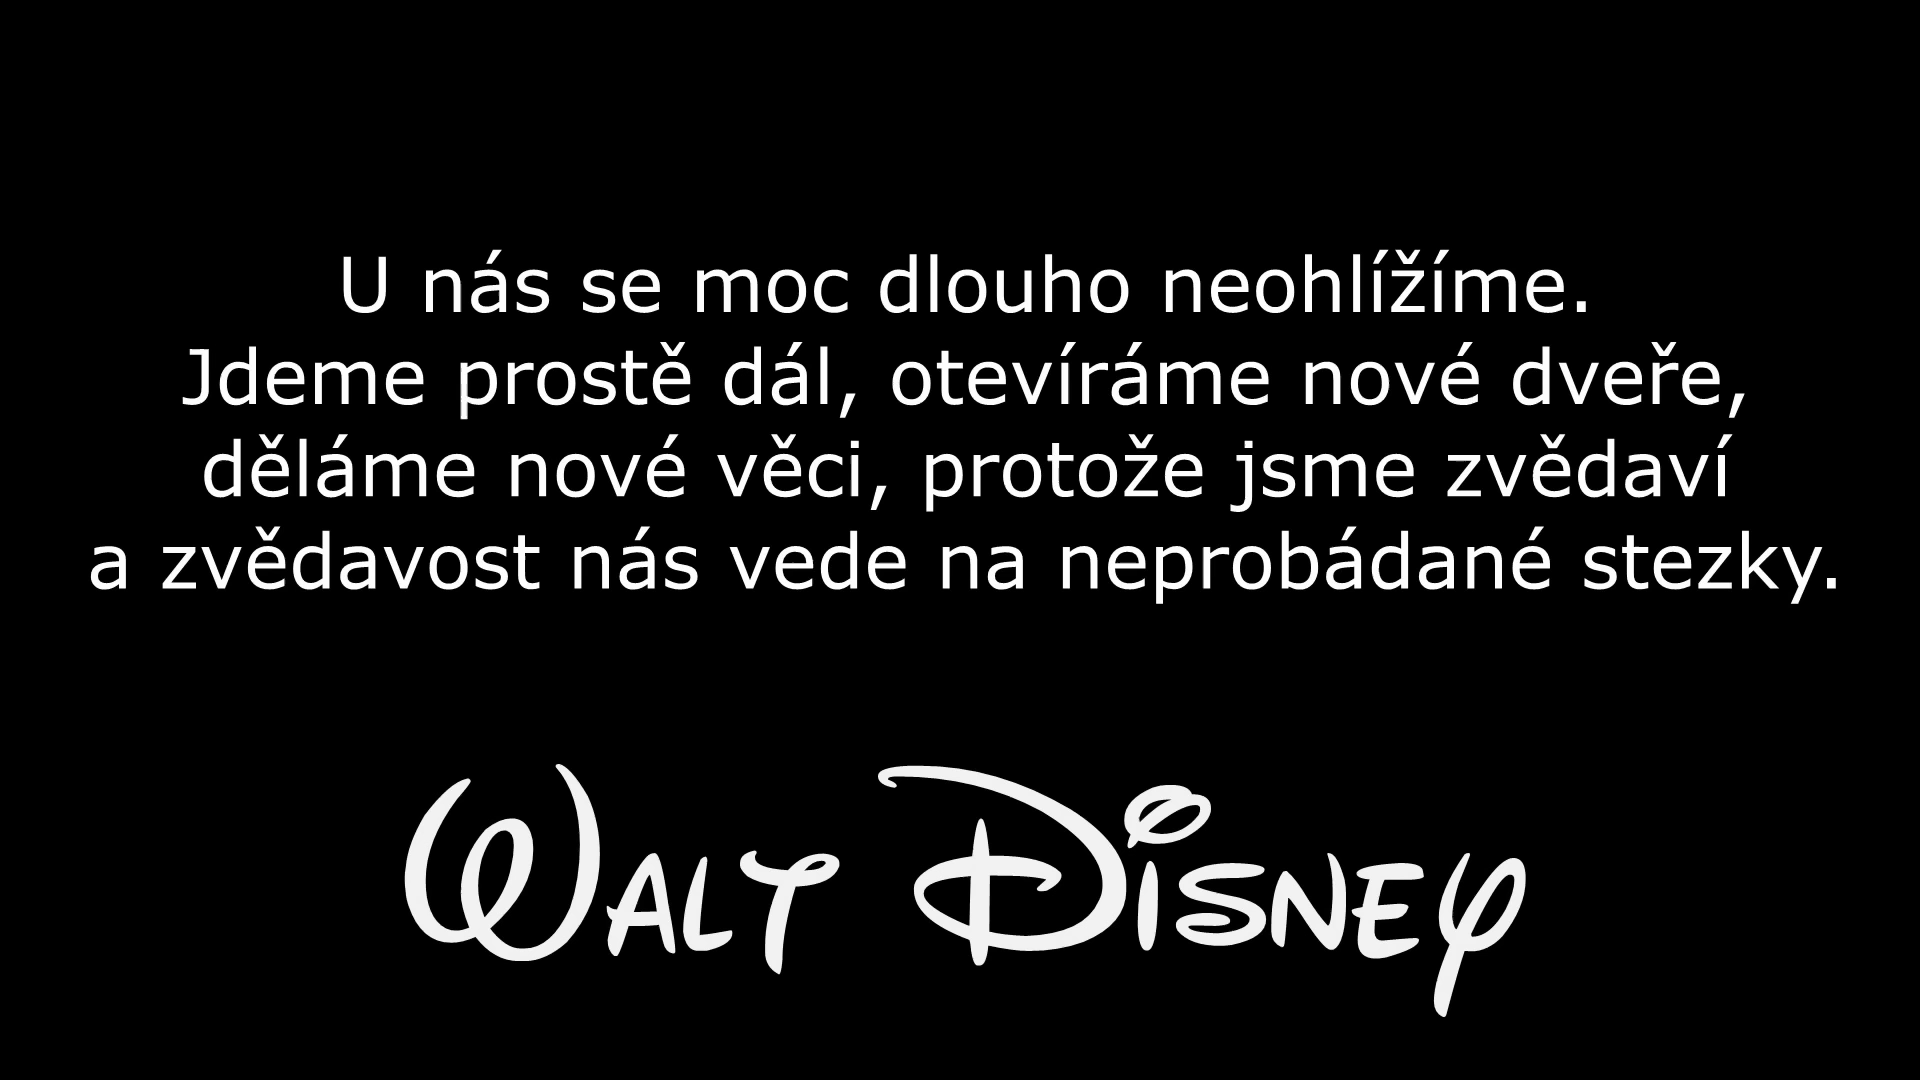 U nás se moc dlouho neohlížíme.
Jdeme prostě dál, otevíráme nové dveře,
děláme nové věci, protože jsme zvědaví
a zvědavost nás vede na neprobádané stezky.
Walt Disney